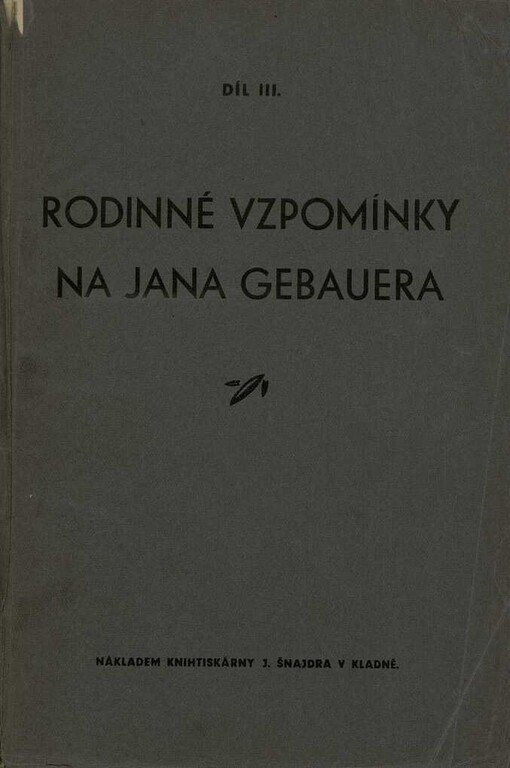 DÍL III.
RODINNÉ VZPOMÍNKY
NA JANA GEBAUERA
NÁKLADEM KNIHTISKÁRNY J. ŠNAJDRA V KLADNĚ.